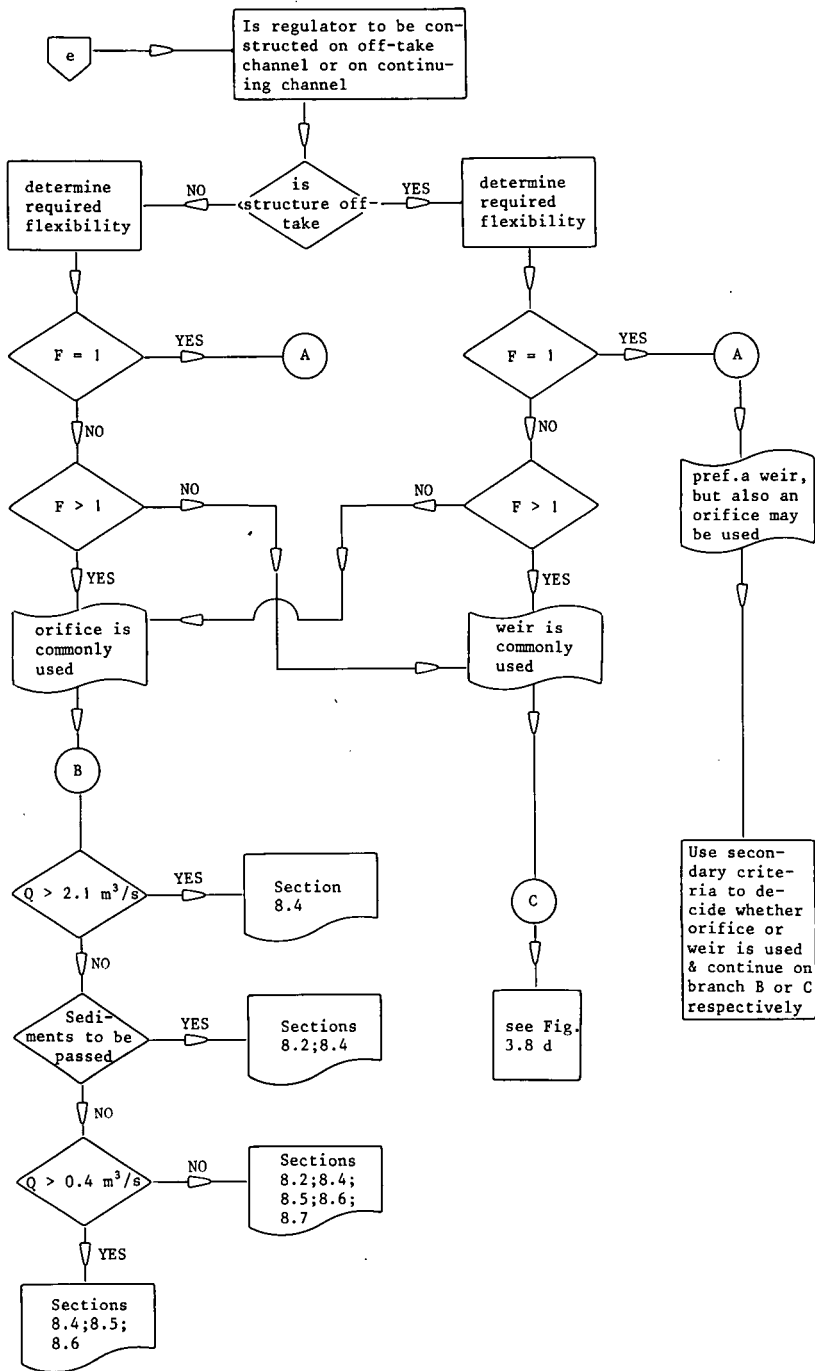 e
Is regulator to be con-
structed on off-take
channel or on continu-
ing channel
determine
required
flexibility
NO
is
structure off-
take
YES
determine
required
flexibility
F = 1
YES
A
F = 1
YES
A
NO
NO
F > 1
NO
NO
F > 1
pref.a weir,
but also an
orifice may
be used
YES
YES
orifice is
commonly
used
weir is
commonly
used
B
Q > 2.1 m³/s
YES
Section
8.4
C
Use secon-
dary crite-
ria to de-
cide whether
orifice or
weir is used
& continue on
branch B or C
respectively
NO
Sedi-
ments to be
passed
YES
Sections
8.2;8.4
see Fig.
3.8 d
NO
Q > 0.4 m³/s
NO
Sections
8.2;8.4;
8.5;8.6;
8.7
YES
Sections
8.4;8.5;
8.6